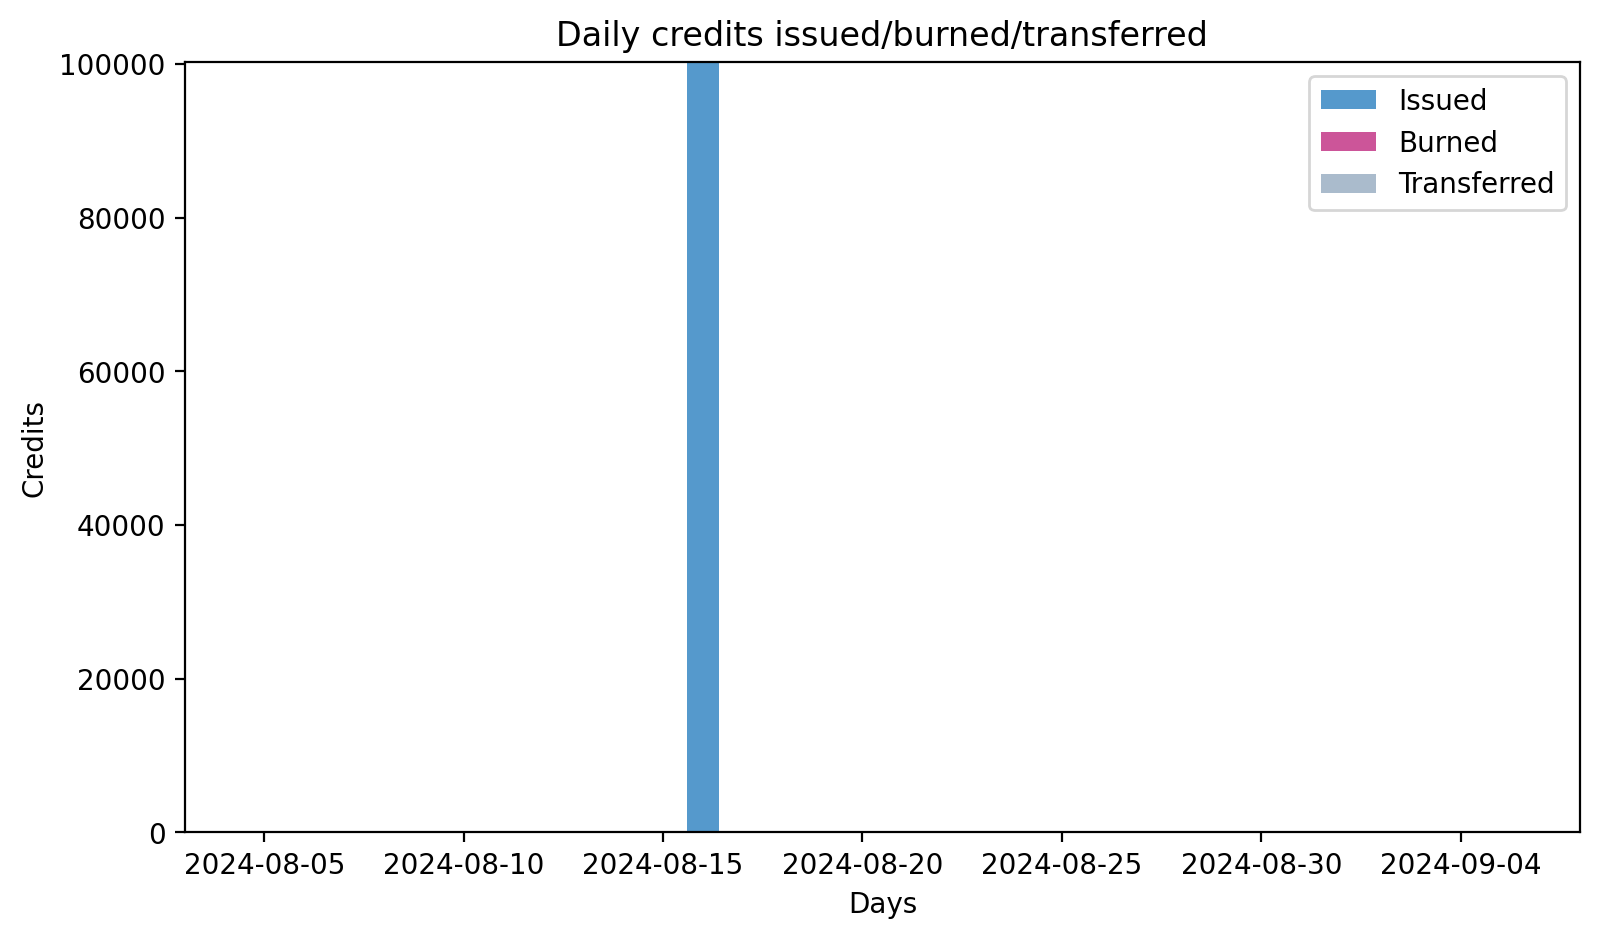 Daily credits issued/burned/transferred
100000
80000
60000
40000
20000
0
Credits
Issued
Burned
Transferred
2024-08-05 2024-08-10 2024-08-15 2024-08-20 2024-08-25 2024-08-30 2024-09-04
Days